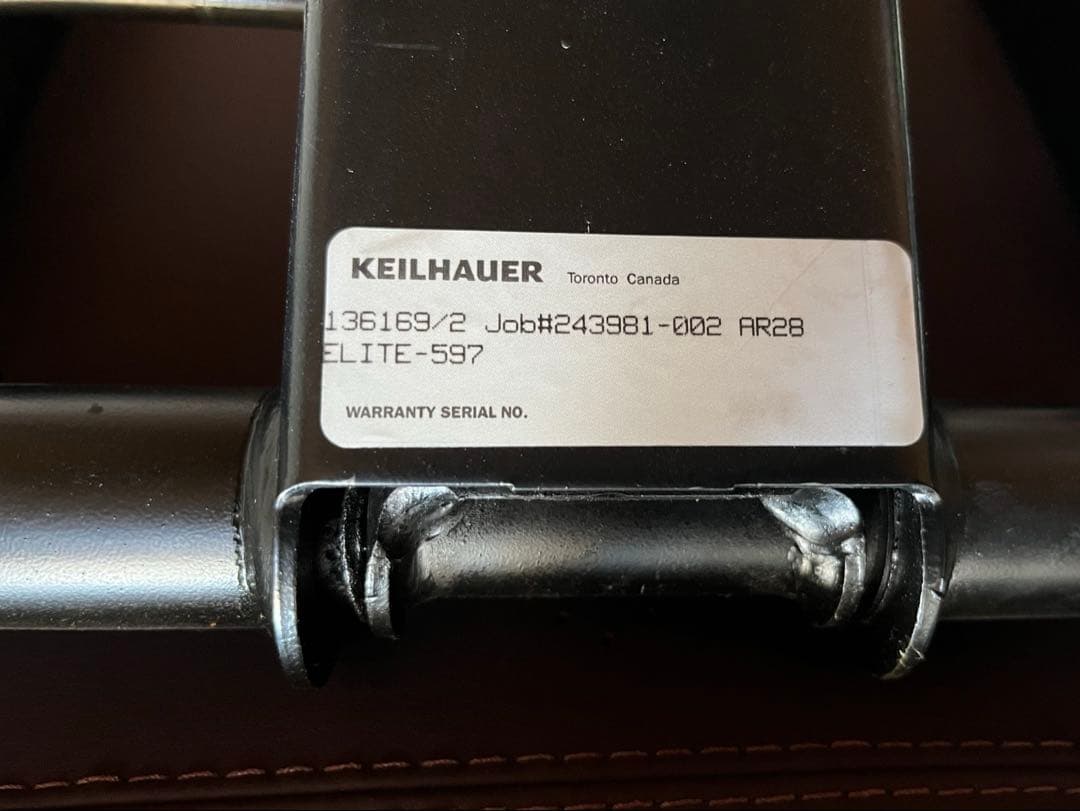 KEILHAUER Toronto Canada
136169/2 Job#243981-002 AR28
ELITE-597
WARRANTY SERIAL NO.